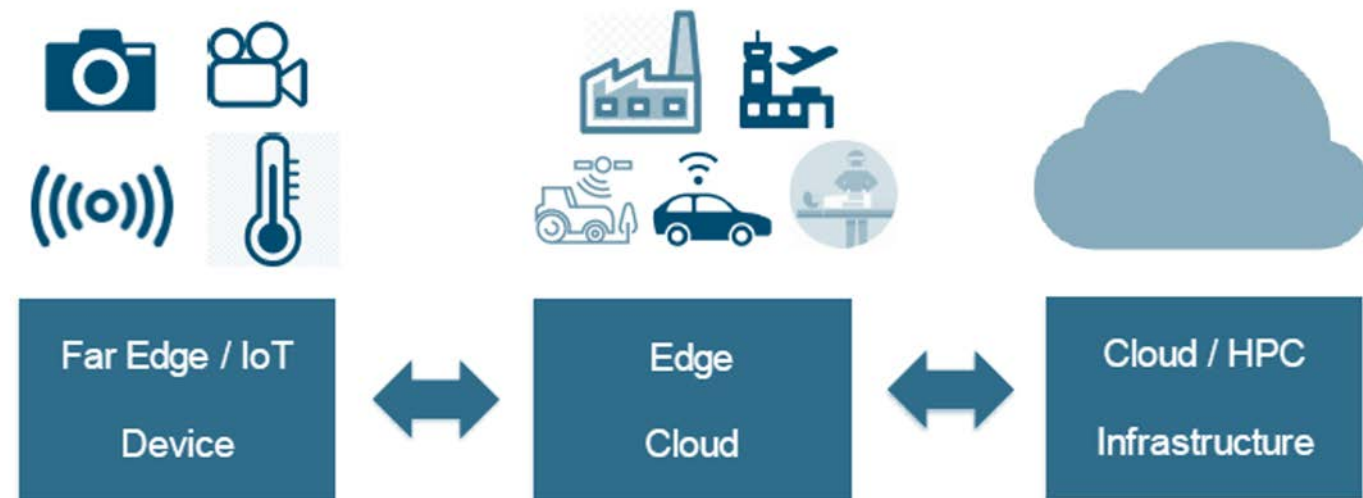 Far Edge / IoT
Device
Edge
Cloud
Cloud / HPC
Infrastructure